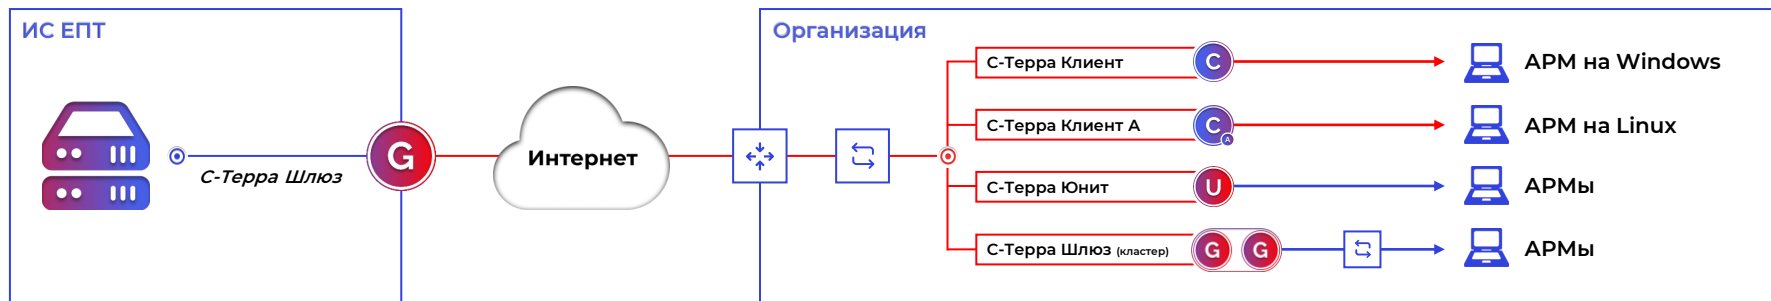 ИС ЕПТ
С-Терра Шлюз
G
Интернет
Организация
С-Терра Клиент
C
АРМ на Windows
С-Терра Клиент А
C
A
АРМ на Linux
С-Терра Юнит
U
АРМы
С-Терра Шлюз (кластер)
G G
АРМы